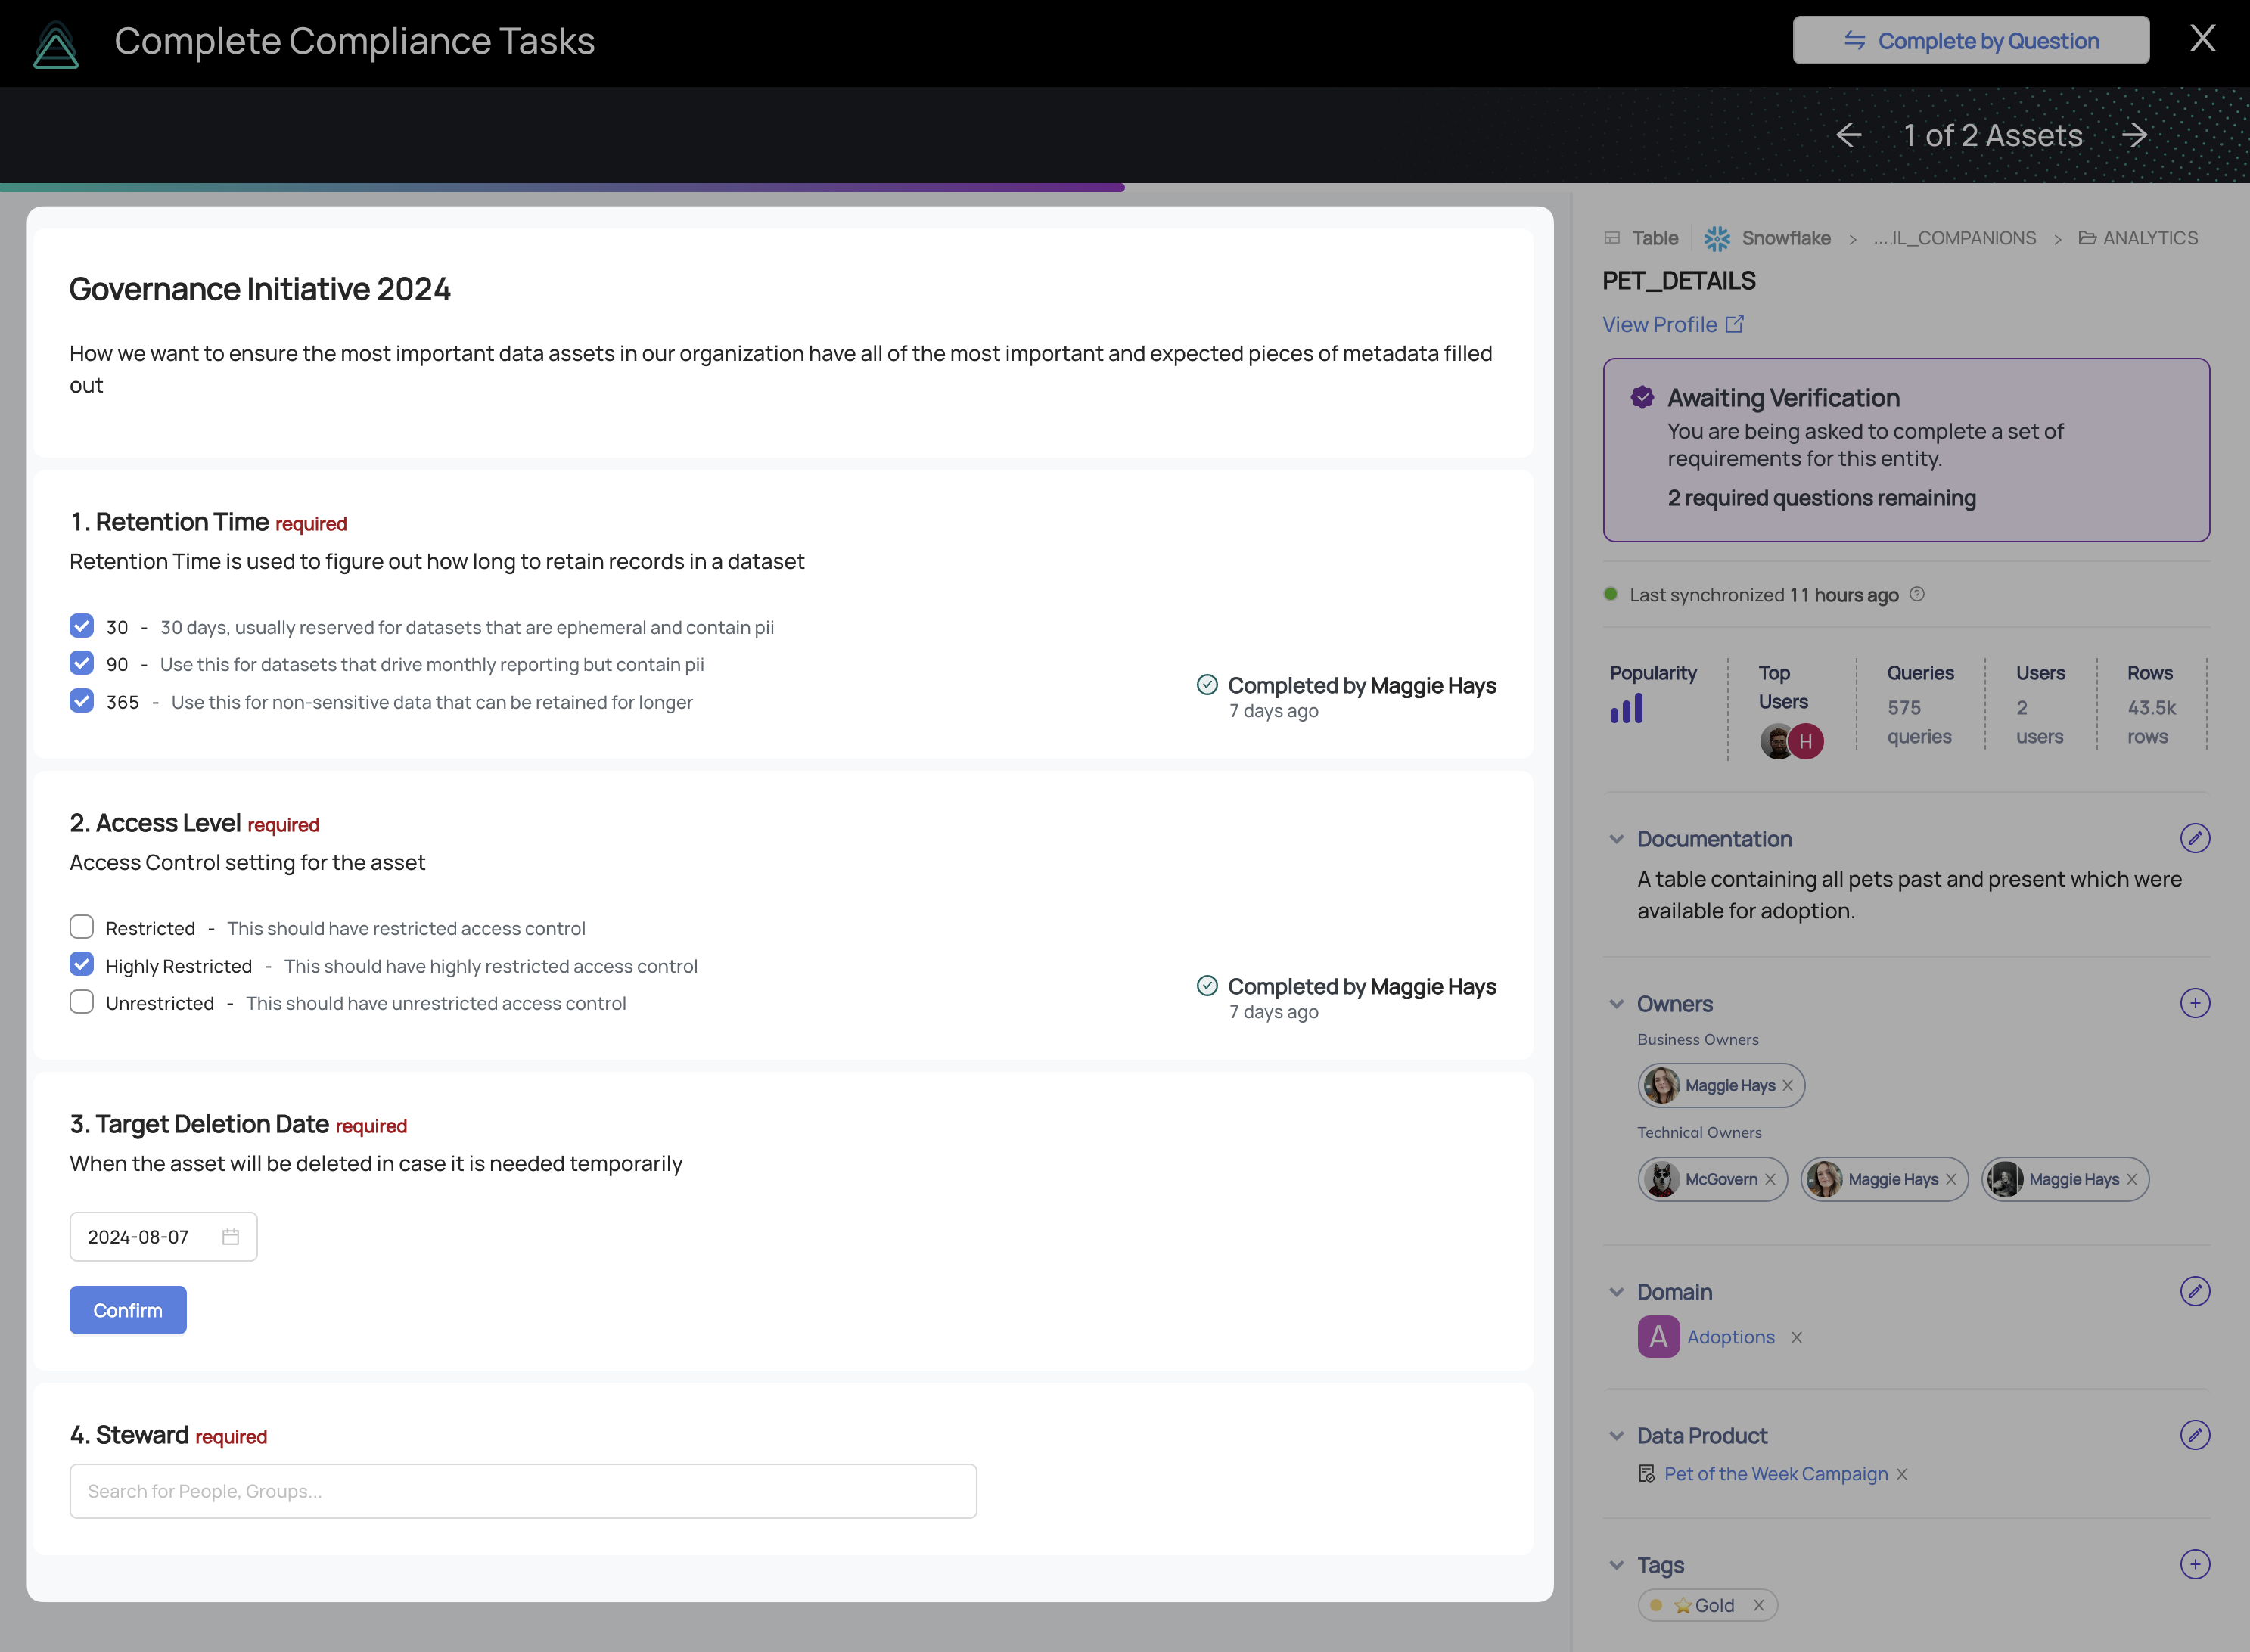 Complete Compliance Tasks
Complete by Question
1 of 2 Assets
Governance Initiative 2024
How we want to ensure the most important data assets in our organization have all of the most important and expected pieces of metadata filled
out
1. Retention Time required
Retention Time is used to figure out how long to retain records in a dataset
30 - 30 days, usually reserved for datasets that are ephemeral and contain pii
90 - Use this for datasets that drive monthly reporting but contain pii
365 - Use this for non-sensitive data that can be retained for longer
Completed by Maggie Hays
7 days ago
2. Access Level required
Access Control setting for the asset
Restricted - This should have restricted access control
Highly Restricted - This should have highly restricted access control
Unrestricted - This should have unrestricted access control
Completed by Maggie Hays
7 days ago
3. Target Deletion Date required
When the asset will be deleted in case it is needed temporarily
2024-08-07
Confirm
4. Steward required
Search for People, Groups...
Table Snowflake > ... IL_COMPANIONS > ANALYTICS
PET_DETAILS
View Profile
Awaiting Verification
You are being asked to complete a set of
requirements for this entity.
2 required questions remaining
Last synchronized 11 hours ago
Popularity
Top
Users
H
Queries
575
queries
Users
2
users
Rows
43.5k
rows
Documentation
A table containing all pets past and present which were
available for adoption.
Owners
Business Owners
Maggie Hays
Technical Owners
McGovern Maggie Hays Maggie Hays
Domain
A Adoptions
Data Product
Pet of the Week Campaign
Tags
Gold